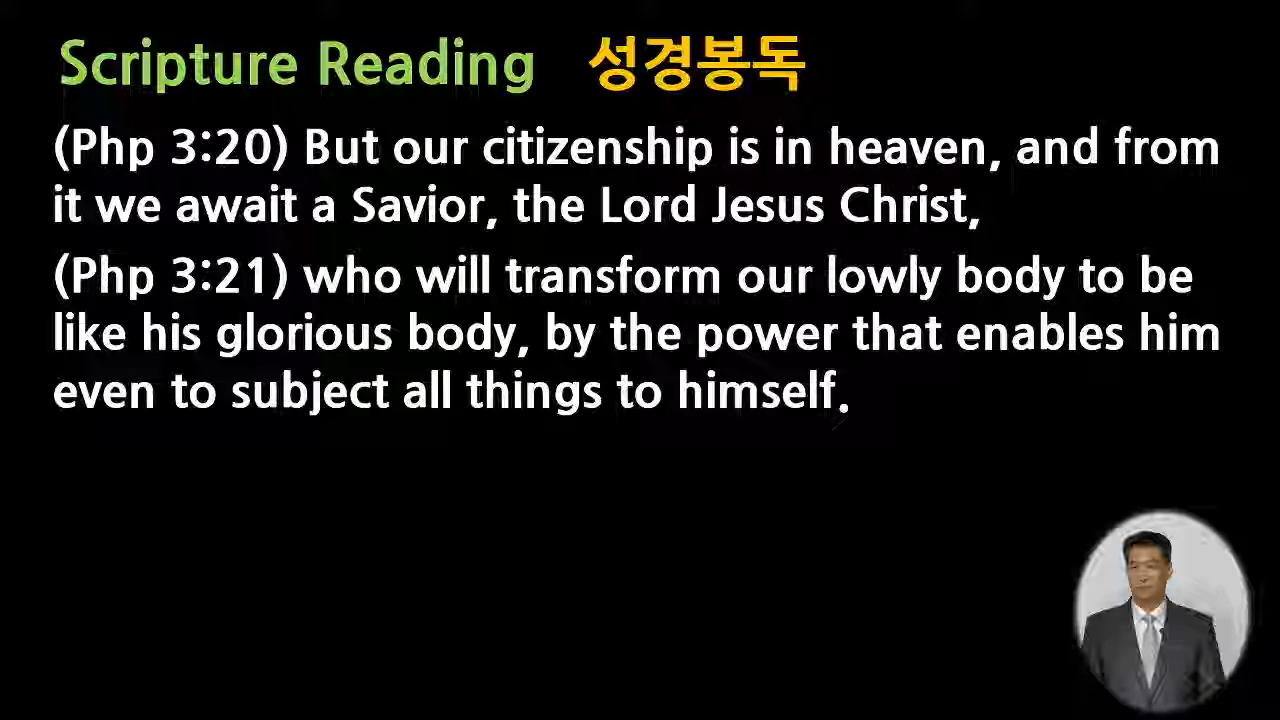 Scripture Reading 성경봉독
(Php 3:20) But our citizenship is in heaven, and from
it we await a Savior, the Lord Jesus Christ,
(Php 3:21) who will transform our lowly body to be
like his glorious body, by the power that enables him
even to subject all things to himself.